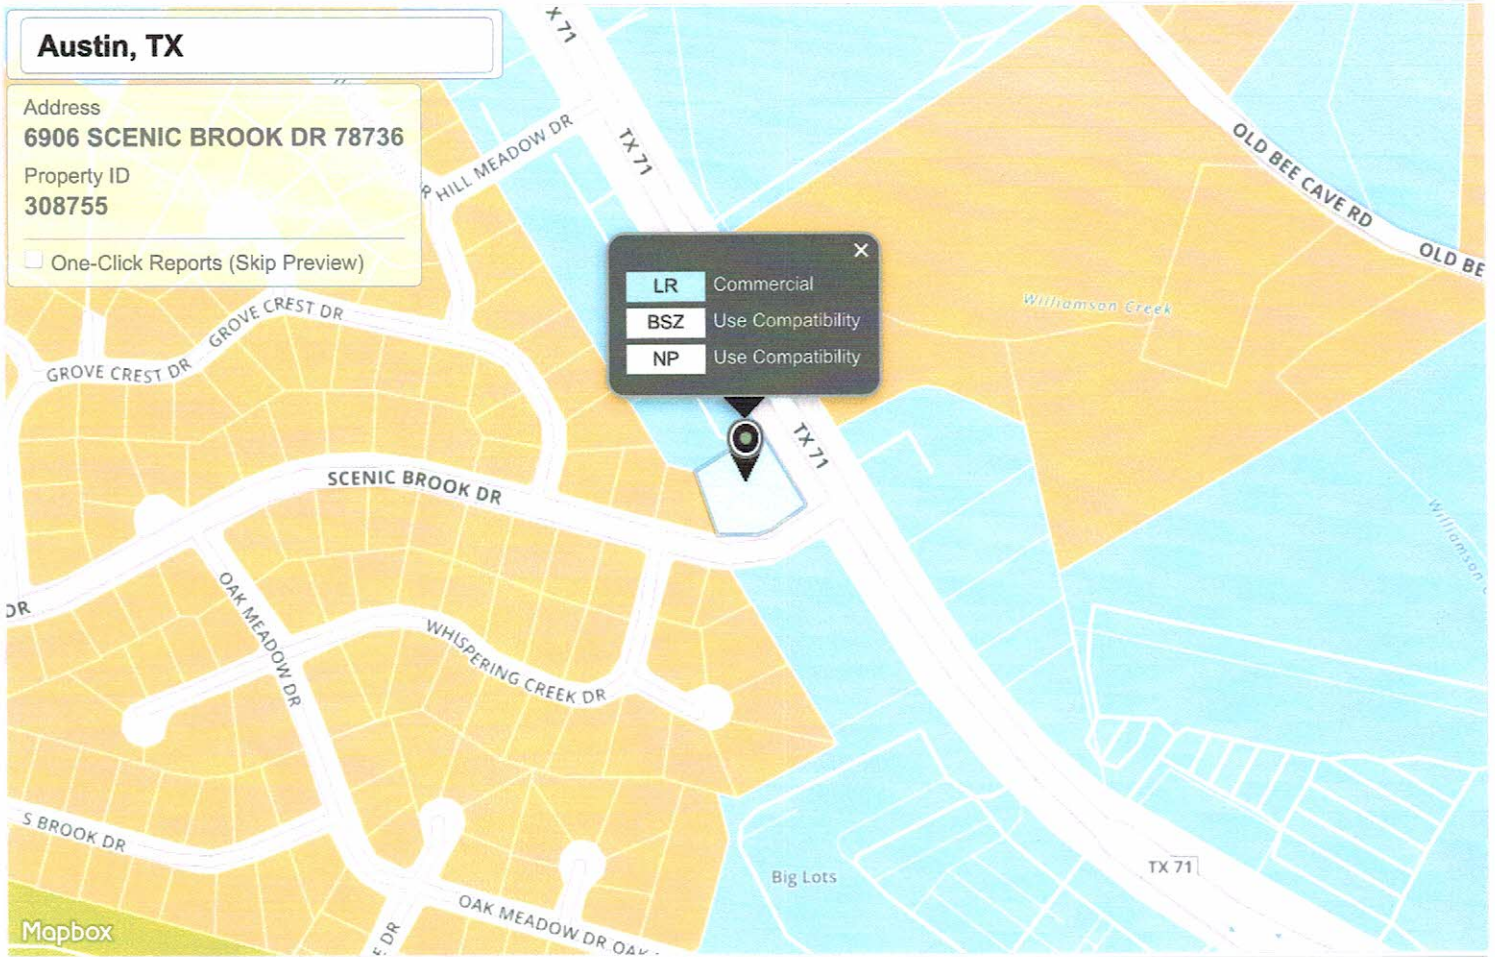 Austin, TX
Address
6906 SCENIC BROOK DR 78736
Property ID
308755
One-Click Reports (Skip Preview)
X 71
TX 71
HILL MEADOW DR
OLD BEE CAVE RD
OLD BE
LR Commercial
BSZ Use Compatibility
NP Use Compatibility
Williamson Creek
GROVE CREST DR
GROVE CREST DR
TX 71
SCENIC BROOK DR
Williamson
DR
OAK MEADOW DR
WHISPERING CREEK DR
S BROOK DR
Big Lots
TX 71
OAK MEADOW DR
OAK
E DR
Mapbox